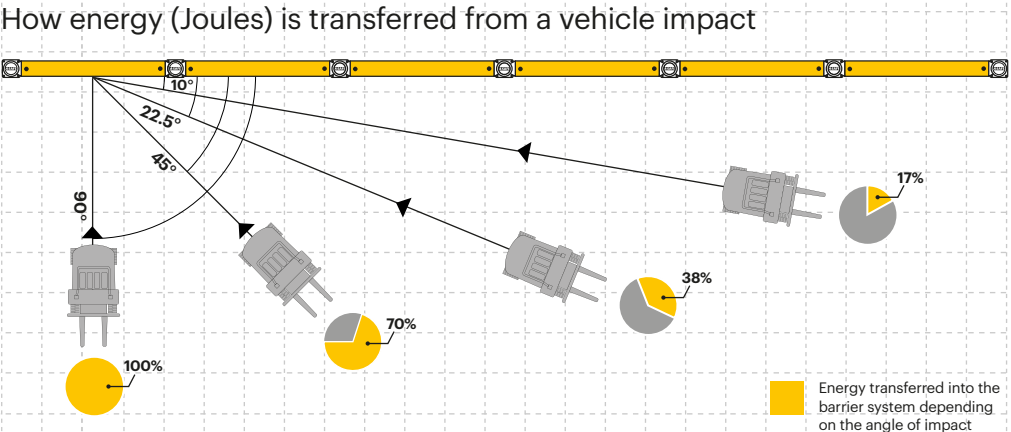 How energy (Joules) is transferred from a vehicle impact
10°
22.5°
45°
90°
17%
38%
70%
100%
Energy transferred into the
barrier system depending
on the angle of impact